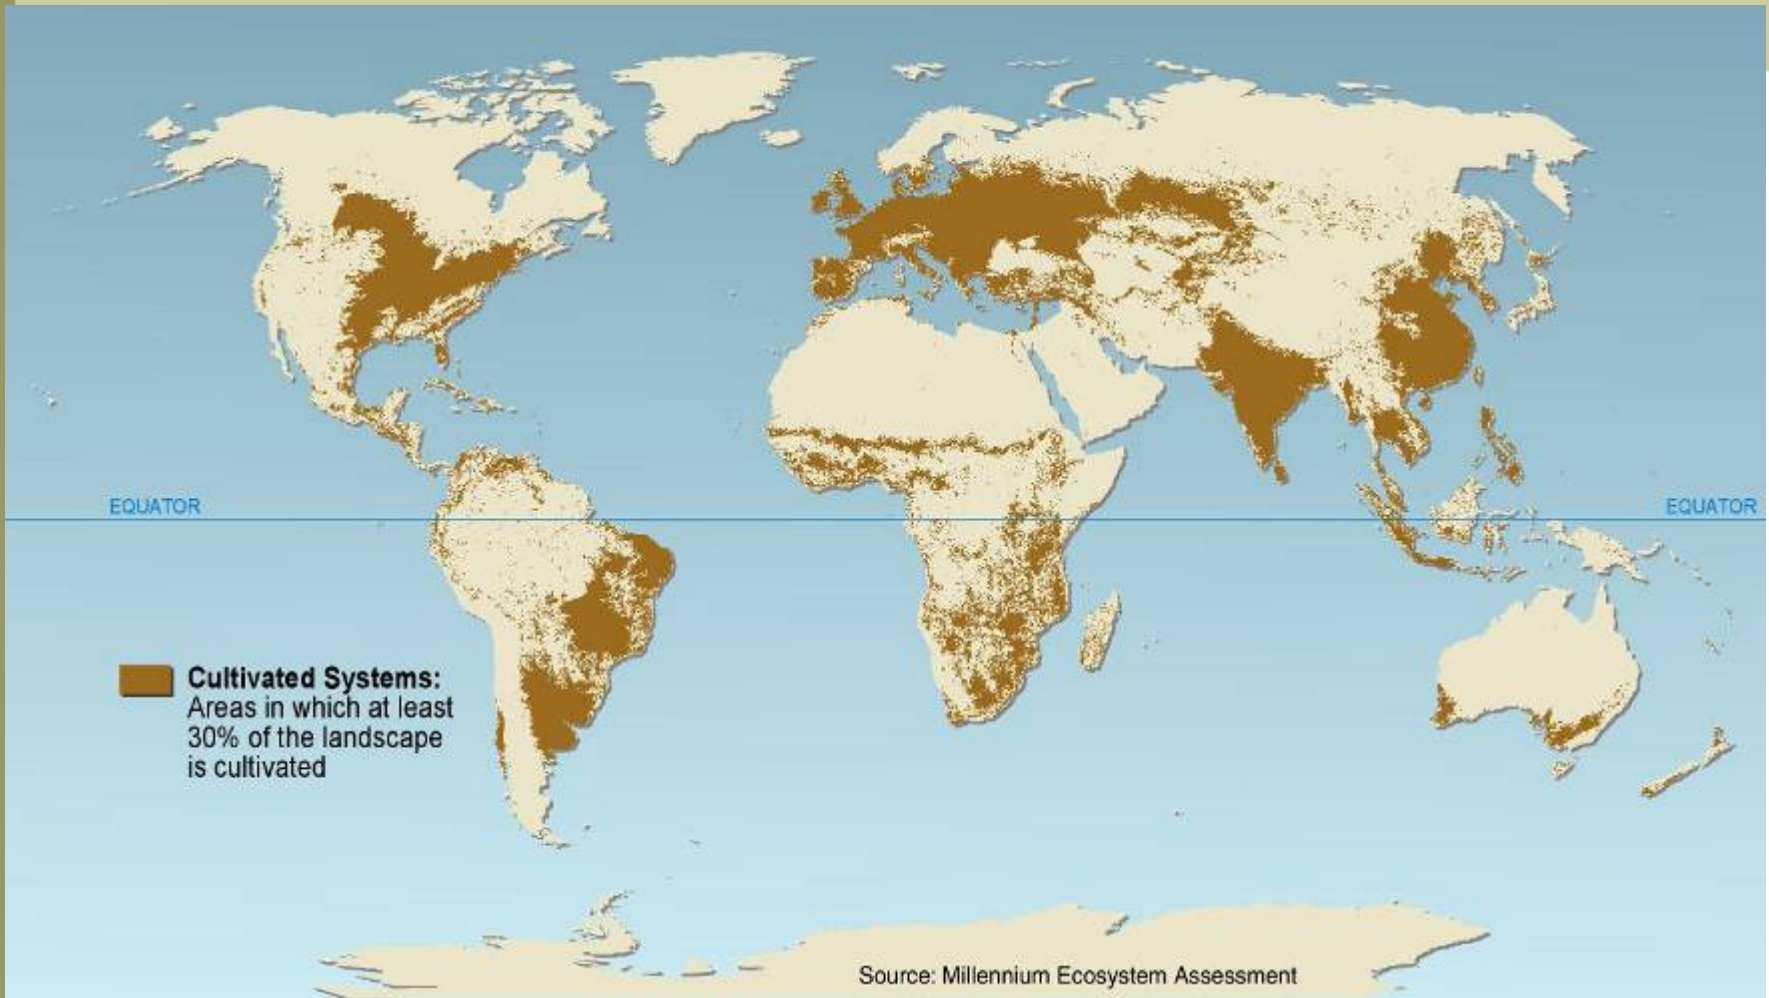 EQUATOR
EQUATOR
Cultivated Systems:
Areas in which at least
30% of the landscape
is cultivated
Source: Millennium Ecosystem Assessment